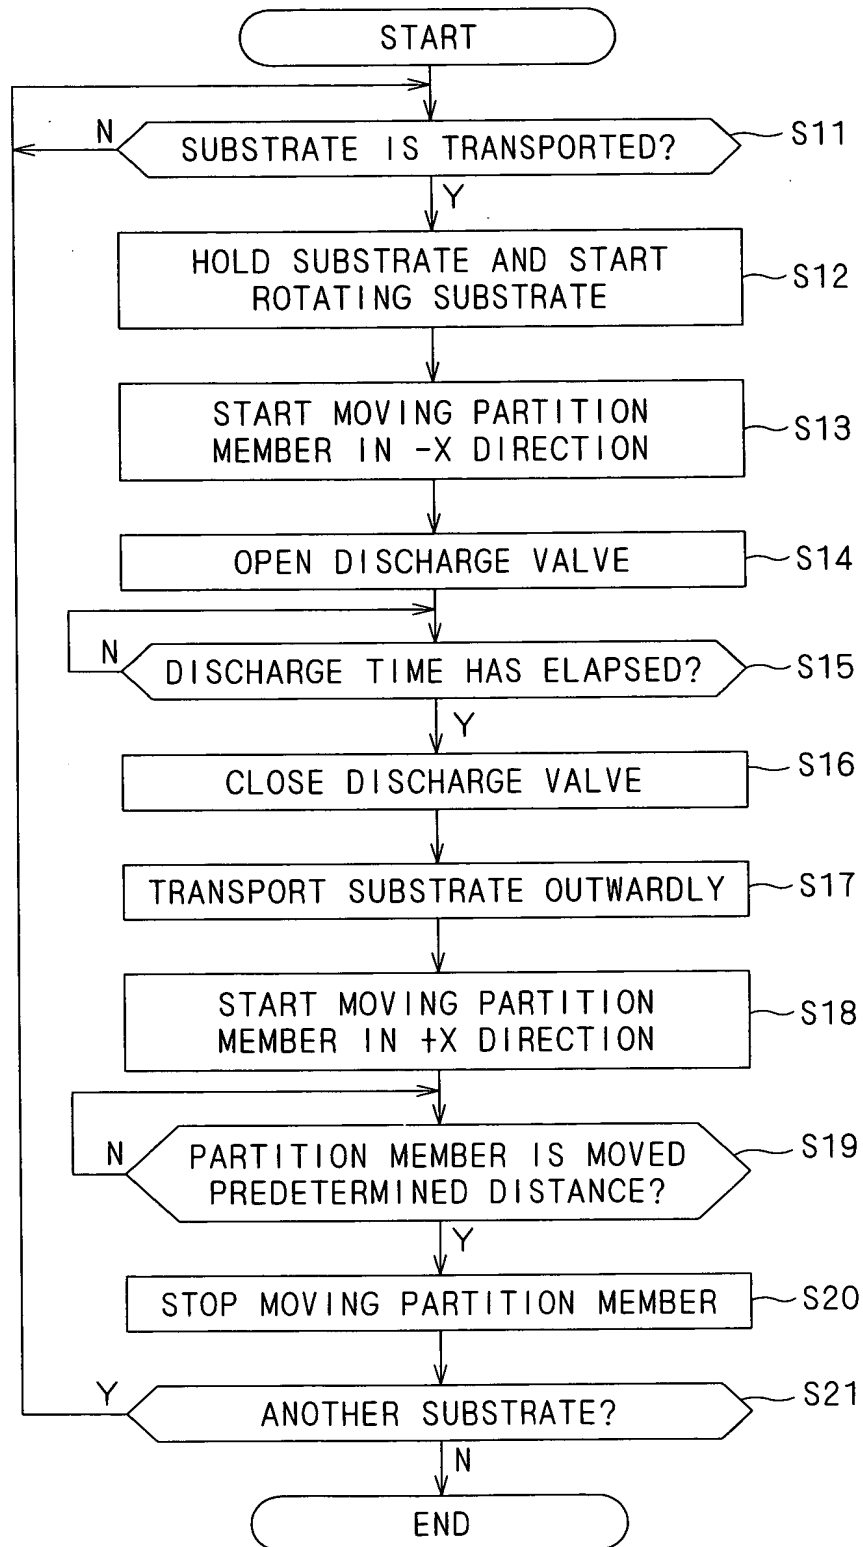 START
N
SUBSTRATE IS TRANSPORTED?
S11
Y
HOLD SUBSTRATE AND START
ROTATING SUBSTRATE
S12
START MOVING PARTITION
MEMBER IN -X DIRECTION
S13
OPEN DISCHARGE VALVE
S14
N
DISCHARGE TIME HAS ELAPSED?
S15
Y
CLOSE DISCHARGE VALVE
S16
TRANSPORT SUBSTRATE OUTWARDLY
S17
START MOVING PARTITION
MEMBER IN +X DIRECTION
S18
N
PARTITION MEMBER IS MOVED
PREDETERMINED DISTANCE?
S19
Y
STOP MOVING PARTITION MEMBER
S20
Y
ANOTHER SUBSTRATE?
S21
N
END